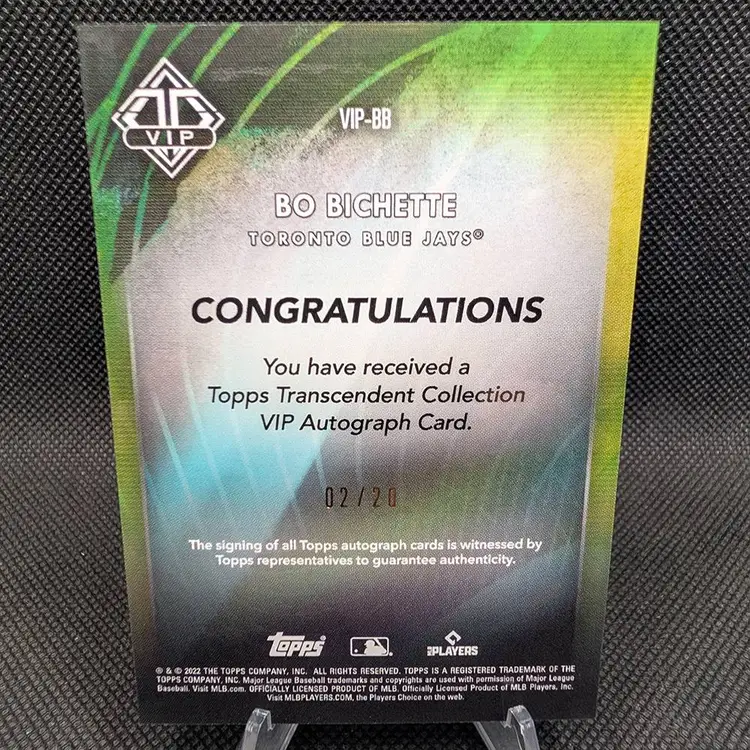 VIP
VIP-BB
BO BICHETTE
TORONTO BLUE JAYS®
CONGRATULATIONS
You have received a
Topps Transcendent Collection
VIP Autograph Card.
02/20
The signing of all Topps autograph cards is witnessed by
Topps representatives to guarantee authenticity.
topps PLAYERS
® & © 2022 THE TOPPS COMPANY, INC. ALL RIGHTS RESERVED. TOPPS IS A REGISTERED TRADEMARK OF THE
TOPPS COMPANY, INC. Major League Baseball trademarks and copyrights are used with permission of Major League
Baseball. Visit MLB.com. OFFICIALLY LICENSED PRODUCT OF MLB. Officially Licensed Product of MLB Players, Inc.
Visit MLBPLAYERS.COM, the Players Choice on the web.